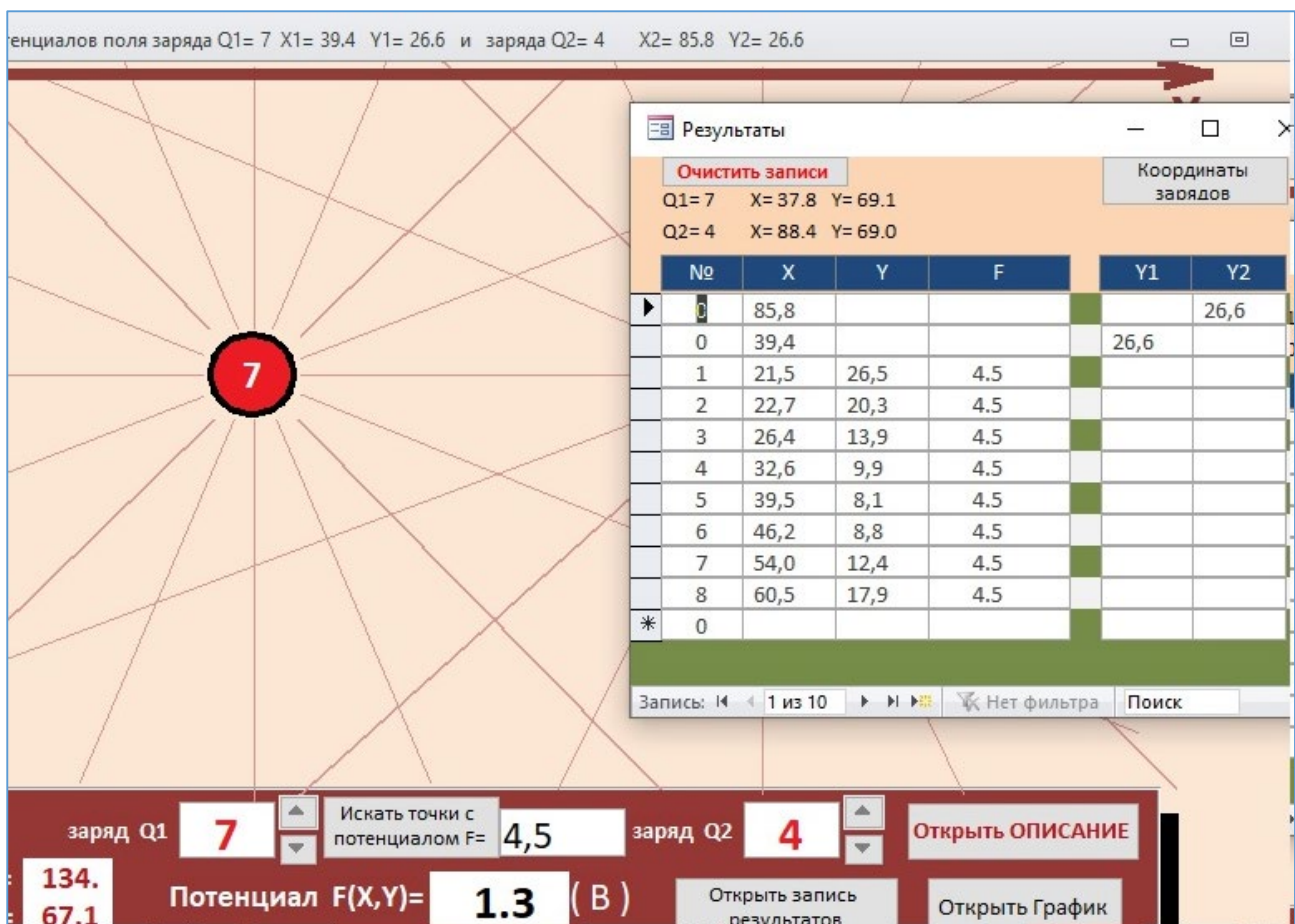 енциалов поля заряда Q1= 7 X1= 39.4 Y1= 26.6 и заряда Q2= 4 X2= 85.8 Y2= 26.6
7
Результаты
Очистить записи
Координаты зарядов
Q1= 7 X= 37.8 Y= 69.1
Q2= 4 X= 88.4 Y= 69.0
№ X Y F Y1 Y2
0 85,8 26,6
0 39,4 26,6
1 21,5 26,5 4.5
2 22,7 20,3 4.5
3 26,4 13,9 4.5
4 32,6 9,9 4.5
5 39,5 8,1 4.5
6 46,2 8,8 4.5
7 54,0 12,4 4.5
8 60,5 17,9 4.5
* 0
Запись: 1 из 10 Нет фильтра Поиск
заряд Q1 7 Искать точки с потенциалом F= 4,5 заряд Q2 4 Открыть ОПИСАНИЕ
= 134.
= 67.1
Потенциал F(X,Y)= 1.3 ( В )
Открыть запись результатов
Открыть График